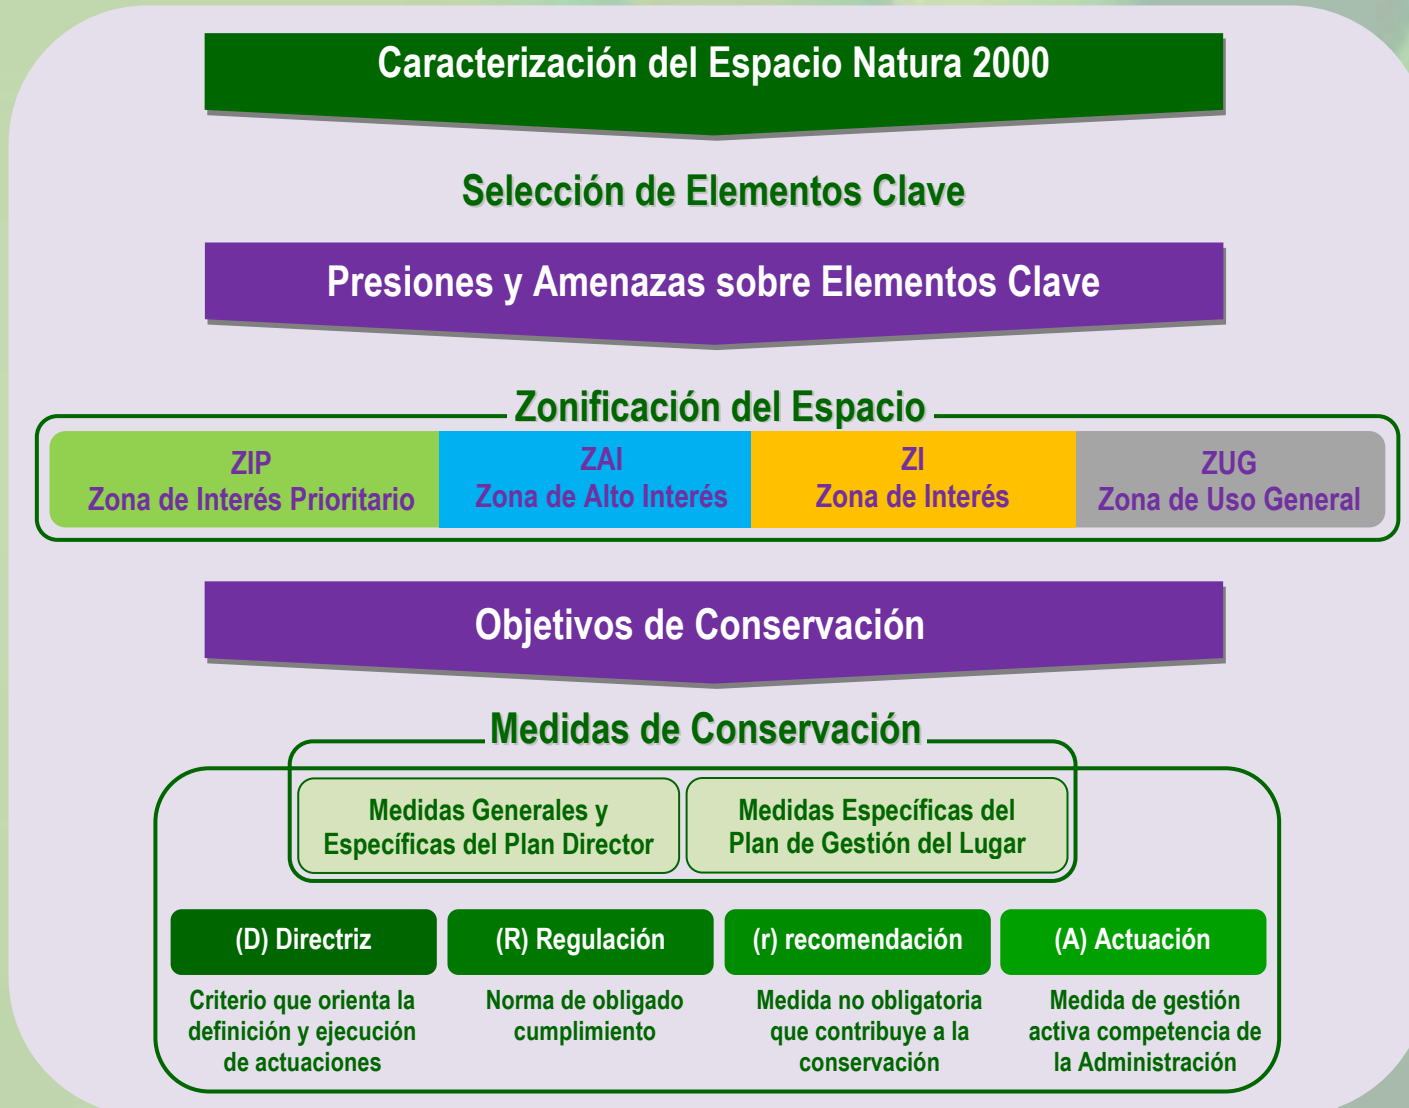 Caracterización del Espacio Natura 2000
Selección de Elementos Clave
Presiones y Amenazas sobre Elementos Clave
Zonificación del Espacio
ZIP
Zona de Interés Prioritario
ZAI
Zona de Alto Interés
ZI
Zona de Interés
ZUG
Zona de Uso General
Objetivos de Conservación
Medidas de Conservación
Medidas Generales y
Específicas del Plan Director
Medidas Específicas del
Plan de Gestión del Lugar
(D) Directriz
Criterio que orienta la
definición y ejecución
de actuaciones
(R) Regulación
Norma de obligado
cumplimiento
(r) recomendación
Medida no obligatoria
que contribuye a la
conservación
(A) Actuación
Medida de gestión
activa competencia de
la Administración